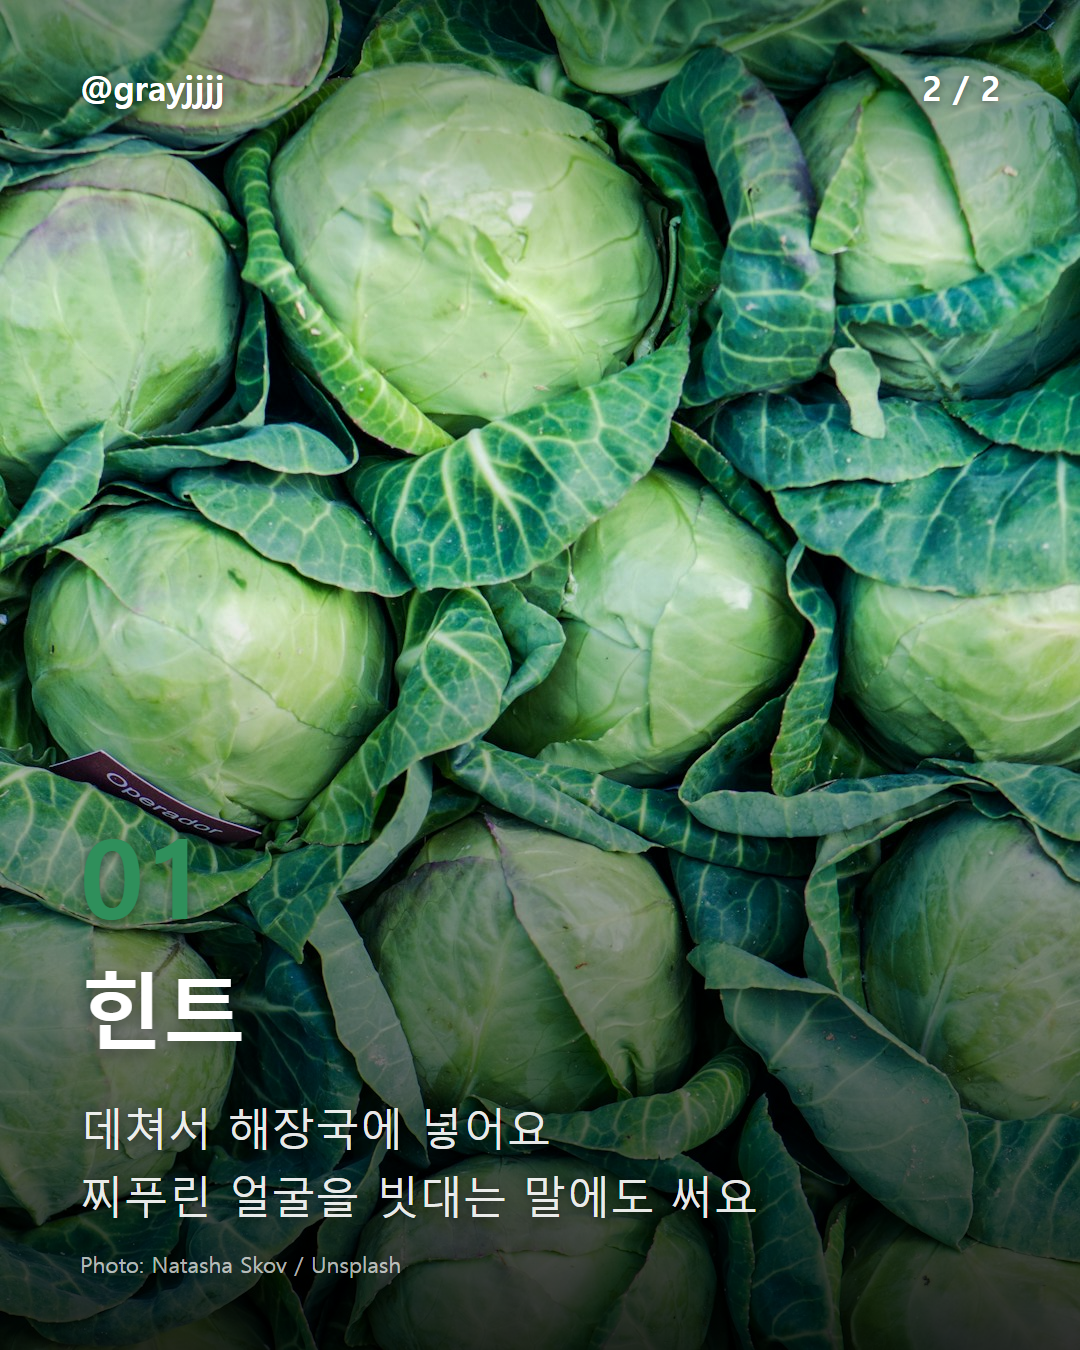 @grayjjjj
2 / 2
Operador
01
힌트
데쳐서 해장국에 넣어요
찌푸린 얼굴을 빗대는 말에도 써요
Photo: Natasha Skov / Unsplash